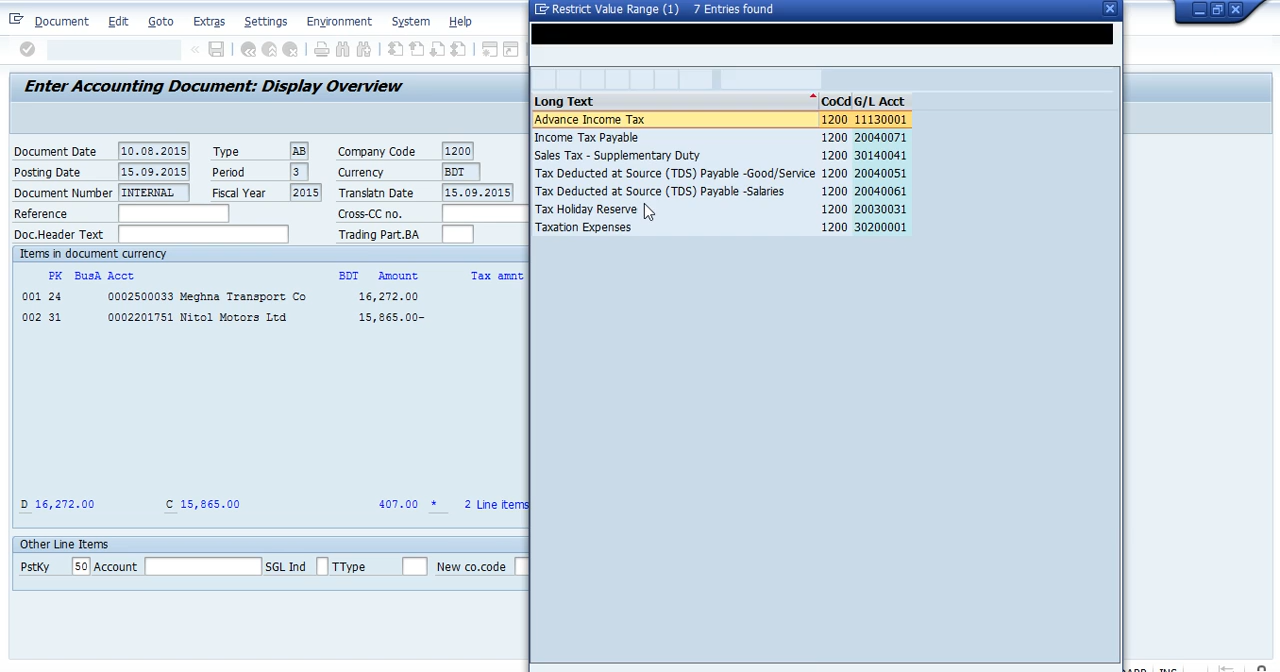 Document Edit Goto Extras Settings Environment System Help
Enter Accounting Document: Display Overview
Document Date 10.08.2015 Type AB Company Code 1200
Posting Date 15.09.2015 Period 3 Currency BDT
Document Number INTERNAL Fiscal Year 2015 Translatn Date 15.09.2015
Reference Cross-CC no.
Doc.Header Text Trading Part.BA
Items in document currency
PK BusA Acct BDT Amount Tax amnt
001 24 0002500033 Meghna Transport Co 16,272.00
002 31 0002201751 Nitol Motors Ltd 15,865.00-
D 16,272.00 C 15,865.00 407.00 * 2 Line items
Other Line Items
PstKy 50 Account SGL Ind TType New co.code
Restrict Value Range (1) 7 Entries found
Long Text CoCd G/L Acct
Advance Income Tax 1200 11130001
Income Tax Payable 1200 20040071
Sales Tax - Supplementary Duty 1200 30140041
Tax Deducted at Source (TDS) Payable -Good/Service 1200 20040051
Tax Deducted at Source (TDS) Payable -Salaries 1200 20040061
Tax Holiday Reserve 1200 20030031
Taxation Expenses 1200 30200001